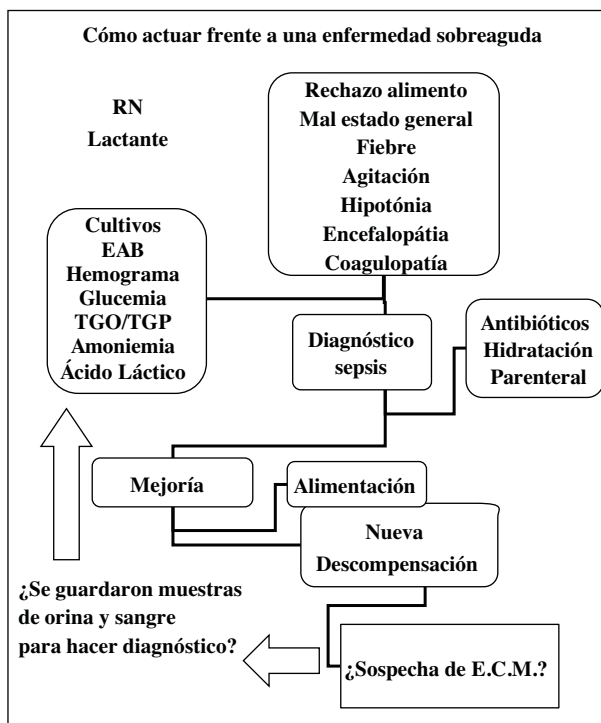 Cómo actuar frente a una enfermedad sobreaguda
RN
Lactante
Rechazo alimento
Mal estado general
Fiebre
Agitación
Hipotónia
Encefalopátia
Coagulopatía
Cultivos
EAB
Hemograma
Glucemia
TGO/TGP
Amoniemia
Ácido Láctico
Diagnóstico
sepsis
Antibióticos
Hidratación
Parenteral
Mejoría
Alimentación
Nueva
Descompensación
¿Se guardaron muestras
de orina y sangre
para hacer diagnóstico?
¿Sospecha de E.C.M.?